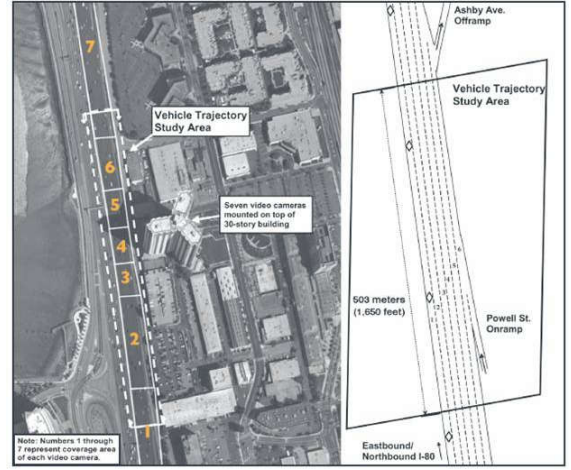 7
Vehicle Trajectory
Study Area
6
5
Seven video cameras
mounted on top of
30-story building
4
3
2
1
Note: Numbers 1 through
7 represent coverage area
of each video camera.
Ashby Ave.
Offramp
Vehicle Trajectory
Study Area
503 meters
(1,650 feet)
Powell St.
Onramp
Eastbound/
Northbound I-80